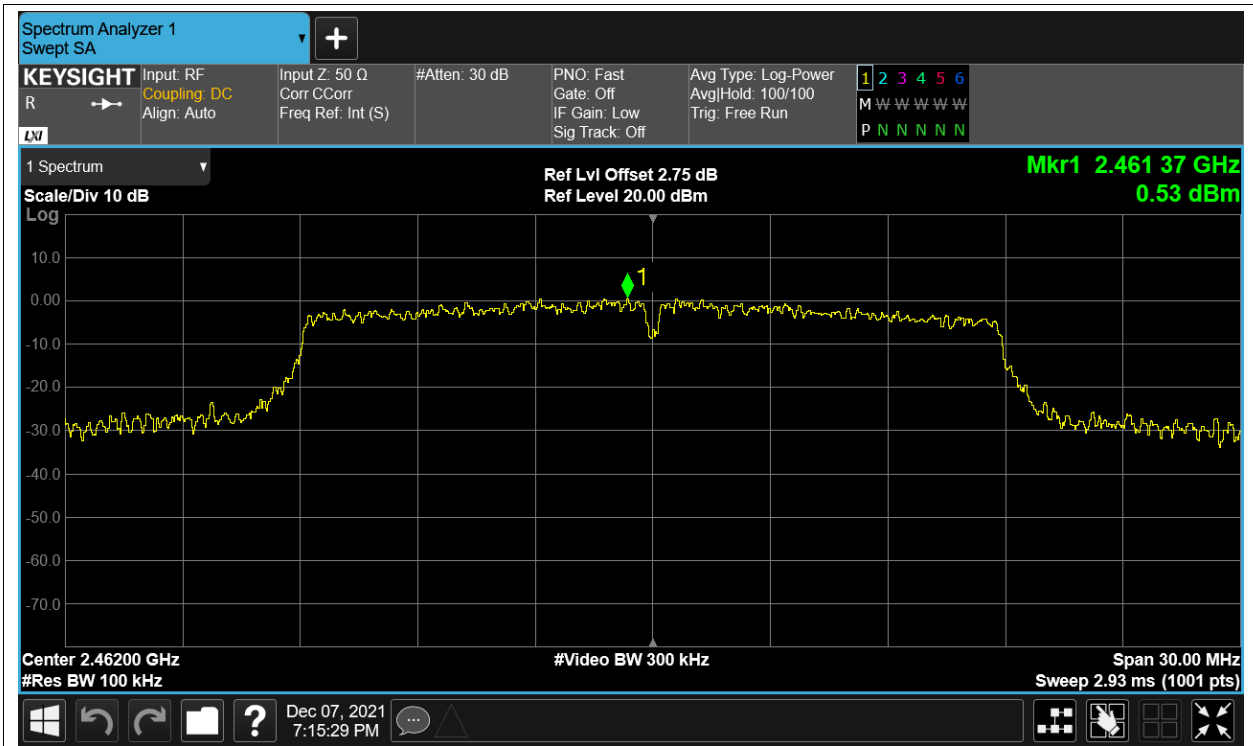 Spectrum Analyzer 1
Swept SA
KEYSIGHT
R
LXI
Input: RF
Coupling: DC
Align: Auto
Input Z: 50 Ω
Corr CCorr
Freq Ref: Int (S)
#Atten: 30 dB
PNO: Fast
Gate: Off
IF Gain: Low
Sig Track: Off
Avg Type: Log-Power
Avg|Hold: 100/100
Trig: Free Run
1 2 3 4 5 6
M W W W W W
P N N N N N
1 Spectrum
Scale/Div 10 dB
Ref Lvl Offset 2.75 dB
Ref Level 20.00 dBm
Mkr1 2.461 37 GHz
0.53 dBm
Log
10.0
0.00
-10.0
-20.0
-30.0
-40.0
-50.0
-60.0
-70.0
1
Center 2.46200 GHz
#Res BW 100 kHz
#Video BW 300 kHz
Span 30.00 MHz
Sweep 2.93 ms (1001 pts)
?
Dec 07, 2021
7:15:29 PM